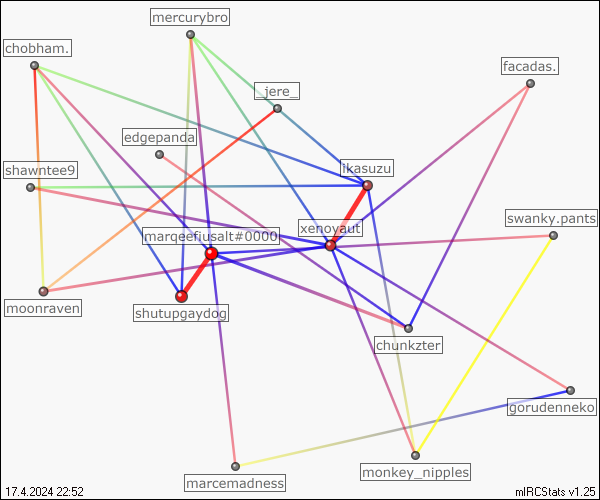 mercurybro
chobham.
facadas.
_jere_
edgepanda
shawntee9
ikasuzu
swanky.pants
xenoyaut
marqeefiusalt#0000
moonraven
shutupgaydog
chunkzter
gorudenneko
monkey_nipples
marcemadness
17.4.2024 22:52
mIRCStats v1.25